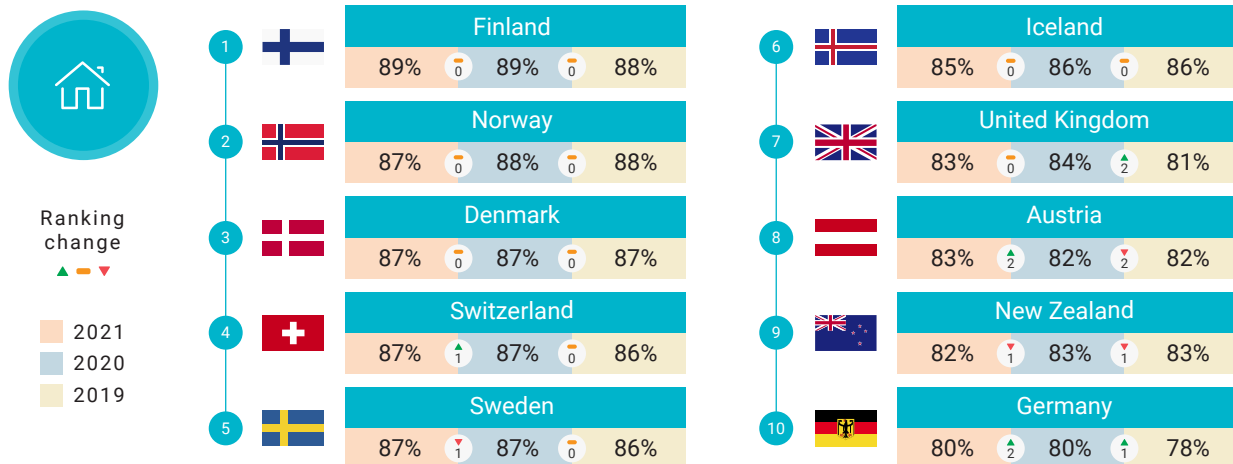 Ranking
change
2021
2020
2019
1
Finland
89% 0 89% 0 88%
2
Norway
87% 0 88% 0 88%
3
Denmark
87% 0 87% 0 87%
4
Switzerland
87% 1 87% 0 86%
5
Sweden
87% 1 87% 0 86%
6
Iceland
85% 0 86% 0 86%
7
United Kingdom
83% 0 84% 2 81%
8
Austria
83% 2 82% 2 82%
9
New Zealand
82% 1 83% 1 83%
10
Germany
80% 2 80% 1 78%